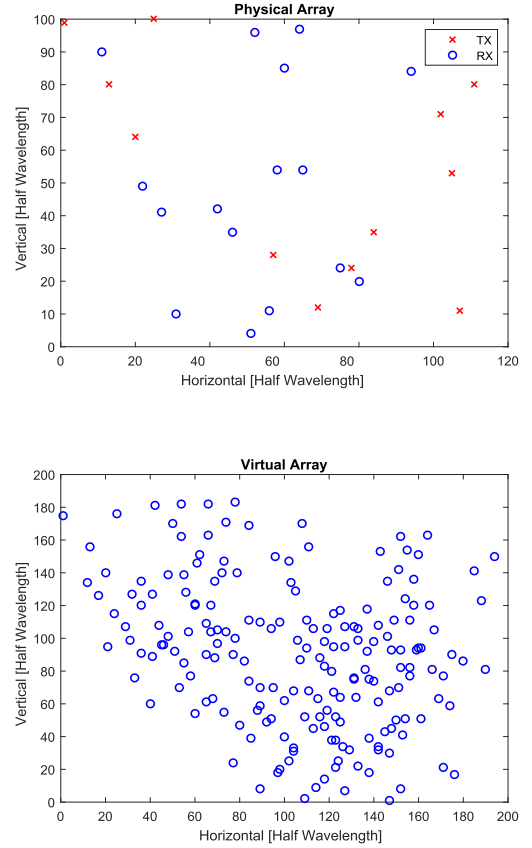 Physical Array
100
90
80
70
60
50
40
30
20
10
0
0 20 40 60 80 100 120
Vertical [Half Wavelength]
Horizontal [Half Wavelength]
TX
RX
Virtual Array
200
180
160
140
120
100
80
60
40
20
0
0 20 40 60 80 100 120 140 160 180 200
Vertical [Half Wavelength]
Horizontal [Half Wavelength]